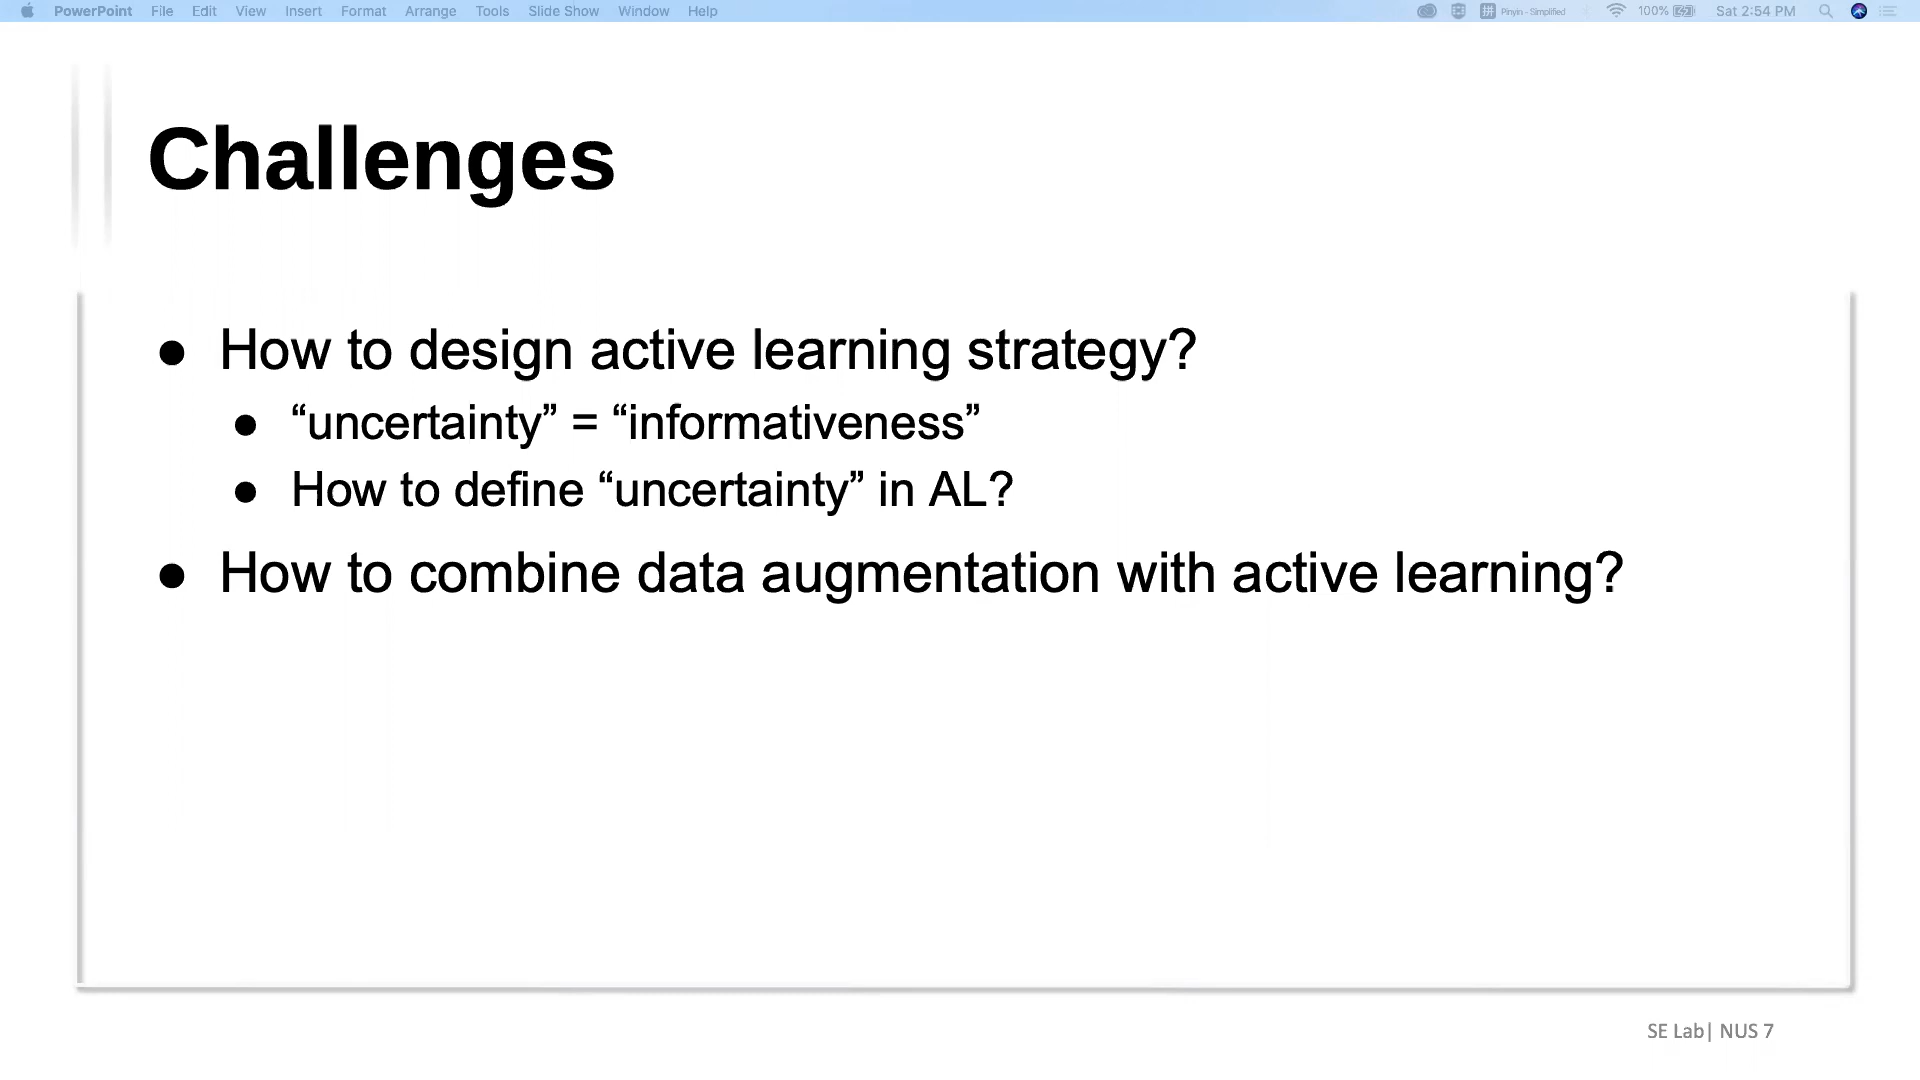 PowerPoint File Edit View Insert Format Arrange Tools Slide Show Window Help Pinyin - Simplified 100% Sat 2:54 PM
Challenges
● How to design active learning strategy?
● “uncertainty” = “informativeness”
● How to define “uncertainty” in AL?
● How to combine data augmentation with active learning?
SE Lab| NUS 7